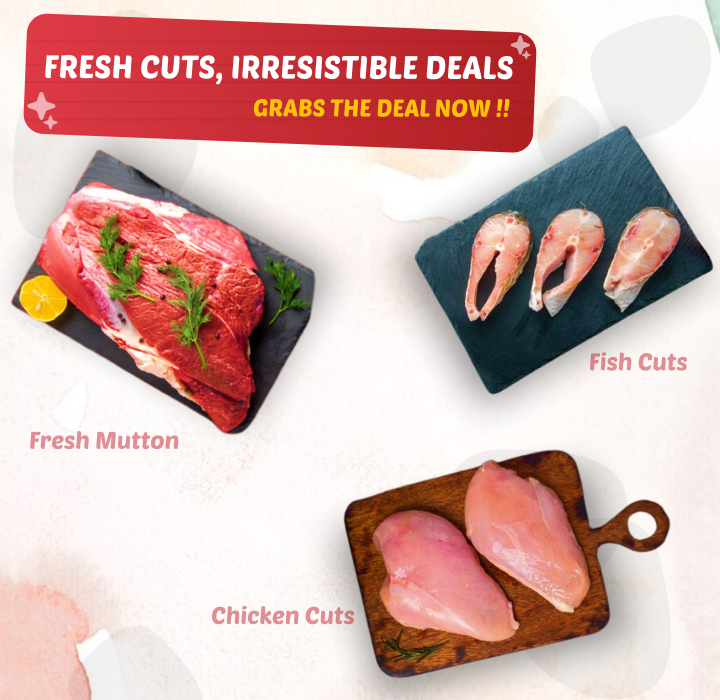 FRESH CUTS, IRRESISTIBLE DEALS
GRABS THE DEAL NOW !!
Fish Cuts
Fresh Mutton
Chicken Cuts